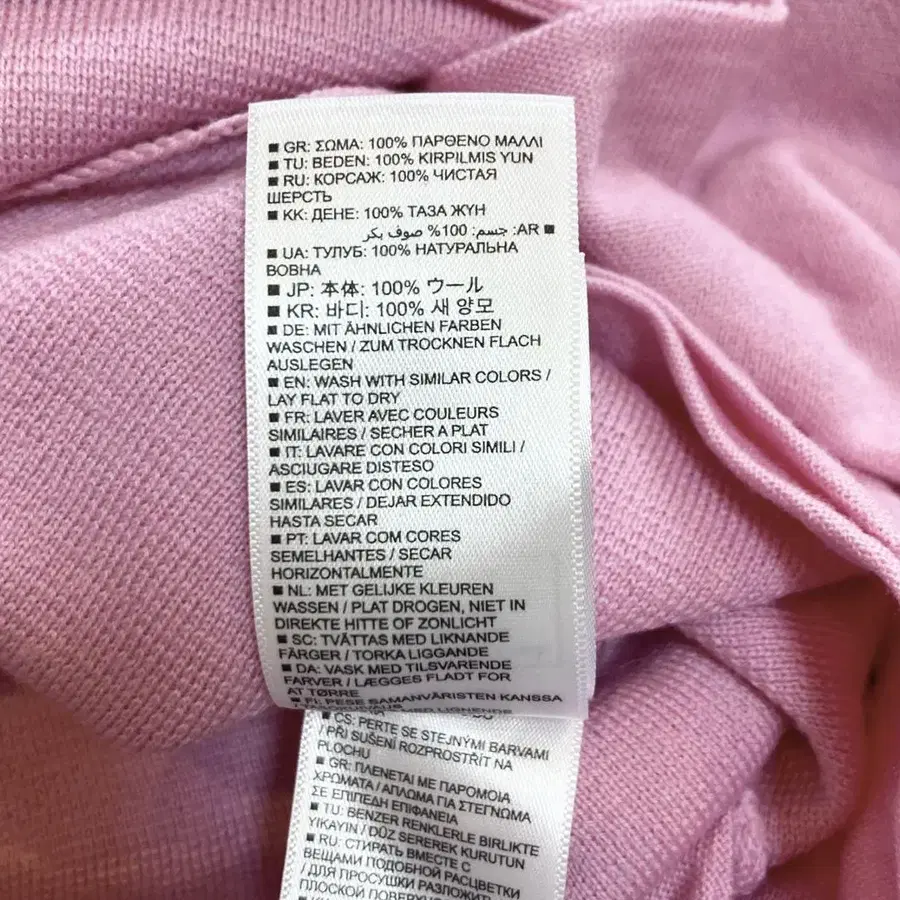 ■ GR: ΣΩΜΑ: 100% ΠΑΡΘΕΝΟ ΜΑΛΛΙ
■ TU: BEDEN: 100% KIRPILMIS YUN
■ RU: КОРСАЖ: 100% ЧИСТАЯ
ШЕРСТЬ
■ KK: ДЕНЕ: 100% ТАЗА ЖҮН
■ AR: جسم: 100% صوف بكر
■ UA: ТУЛУБ: 100% НАТУРАЛЬНА
ВОВНА
■ JP: 本体: 100% ウール
■ KR: 바디: 100% 새 양모
■ DE: MIT ÄHNLICHEN FARBEN
WASCHEN / ZUM TROCKNEN FLACH
AUSLEGEN
■ EN: WASH WITH SIMILAR COLORS /
LAY FLAT TO DRY
■ FR: LAVER AVEC COULEURS
SIMILAIRES / SECHER A PLAT
■ IT: LAVARE CON COLORI SIMILI /
ASCIUGARE DISTESO
■ ES: LAVAR CON COLORES
SIMILARES / DEJAR EXTENDIDO
HASTA SECAR
■ PT: LAVAR COM CORES
SEMELHANTES / SECAR
HORIZONTALMENTE
■ NL: MET GELIJKE KLEUREN
WASSEN / PLAT DROGEN, NIET IN
DIREKTE HITTE OF ZONLICHT
■ SC: TVÄTTAS MED LIKNANDE
FÄRGER / TORKA LIGGANDE
■ DA: VASK MED TILSVARENDE
FARVER / LÆGGES FLADT FOR
AT TØRRE
■ FI: PESE SAMANVÄRISTEN KANSSA
■ CS: PERTE SE STEJNÝMI BARVAMI
/ PŘI SUŠENÍ ROZPROSTŘÍT NA
PLOCHU
■ GR: ΠΛΕΝΕΤΑΙ ΜΕ ΠΑΡΟΜΟΙΑ
ΧΡΩΜΑΤΑ / ΑΠΛΩΜΑ ΓΙΑ ΣΤΕΓΝΩΜΑ
ΣΕ ΕΠΙΠΕΔΗ ΕΠΙΦΑΝΕΙΑ
■ TU: BENZER RENKLERLE BIRLIKTE
YIKAYIN / DÜZ SEREREK KURUTUN
■ RU: СТИРАТЬ ВМЕСТЕ С
ВЕЩАМИ ПОДОБНОЙ РАСЦВЕТКИ
/ ДЛЯ ПРОСУШКИ РАЗЛОЖИТЬ
ПЛОСКОЙ